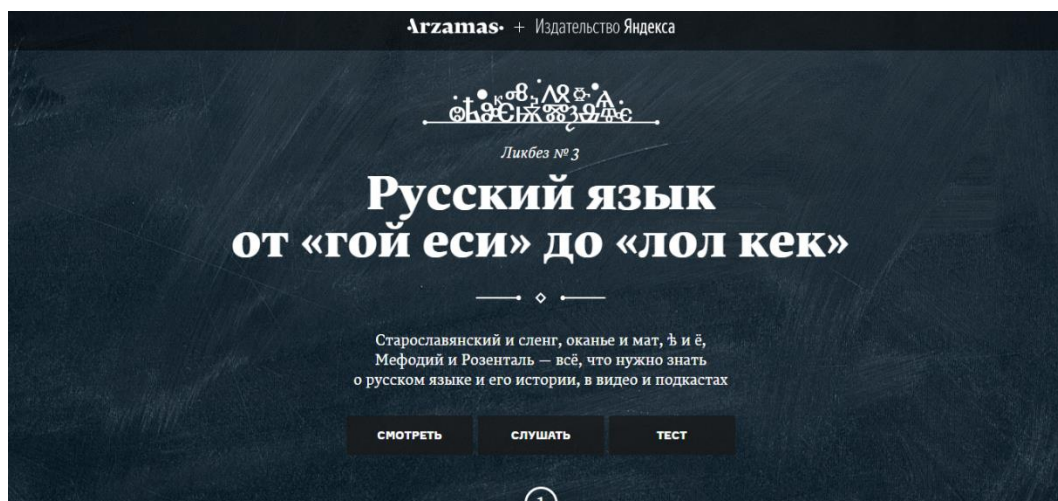 Arzamas + Издательство Яндекса
Ликбез № 3
Русский язык
от «гой еси» до «лол кек»
Старославянский и сленг, оканье и мат, ѣ и ё,
Мефодий и Розенталь — всё, что нужно знать
о русском языке и его истории, в видео и подкастах
СМОТРЕТЬ СЛУШАТЬ ТЕСТ
1